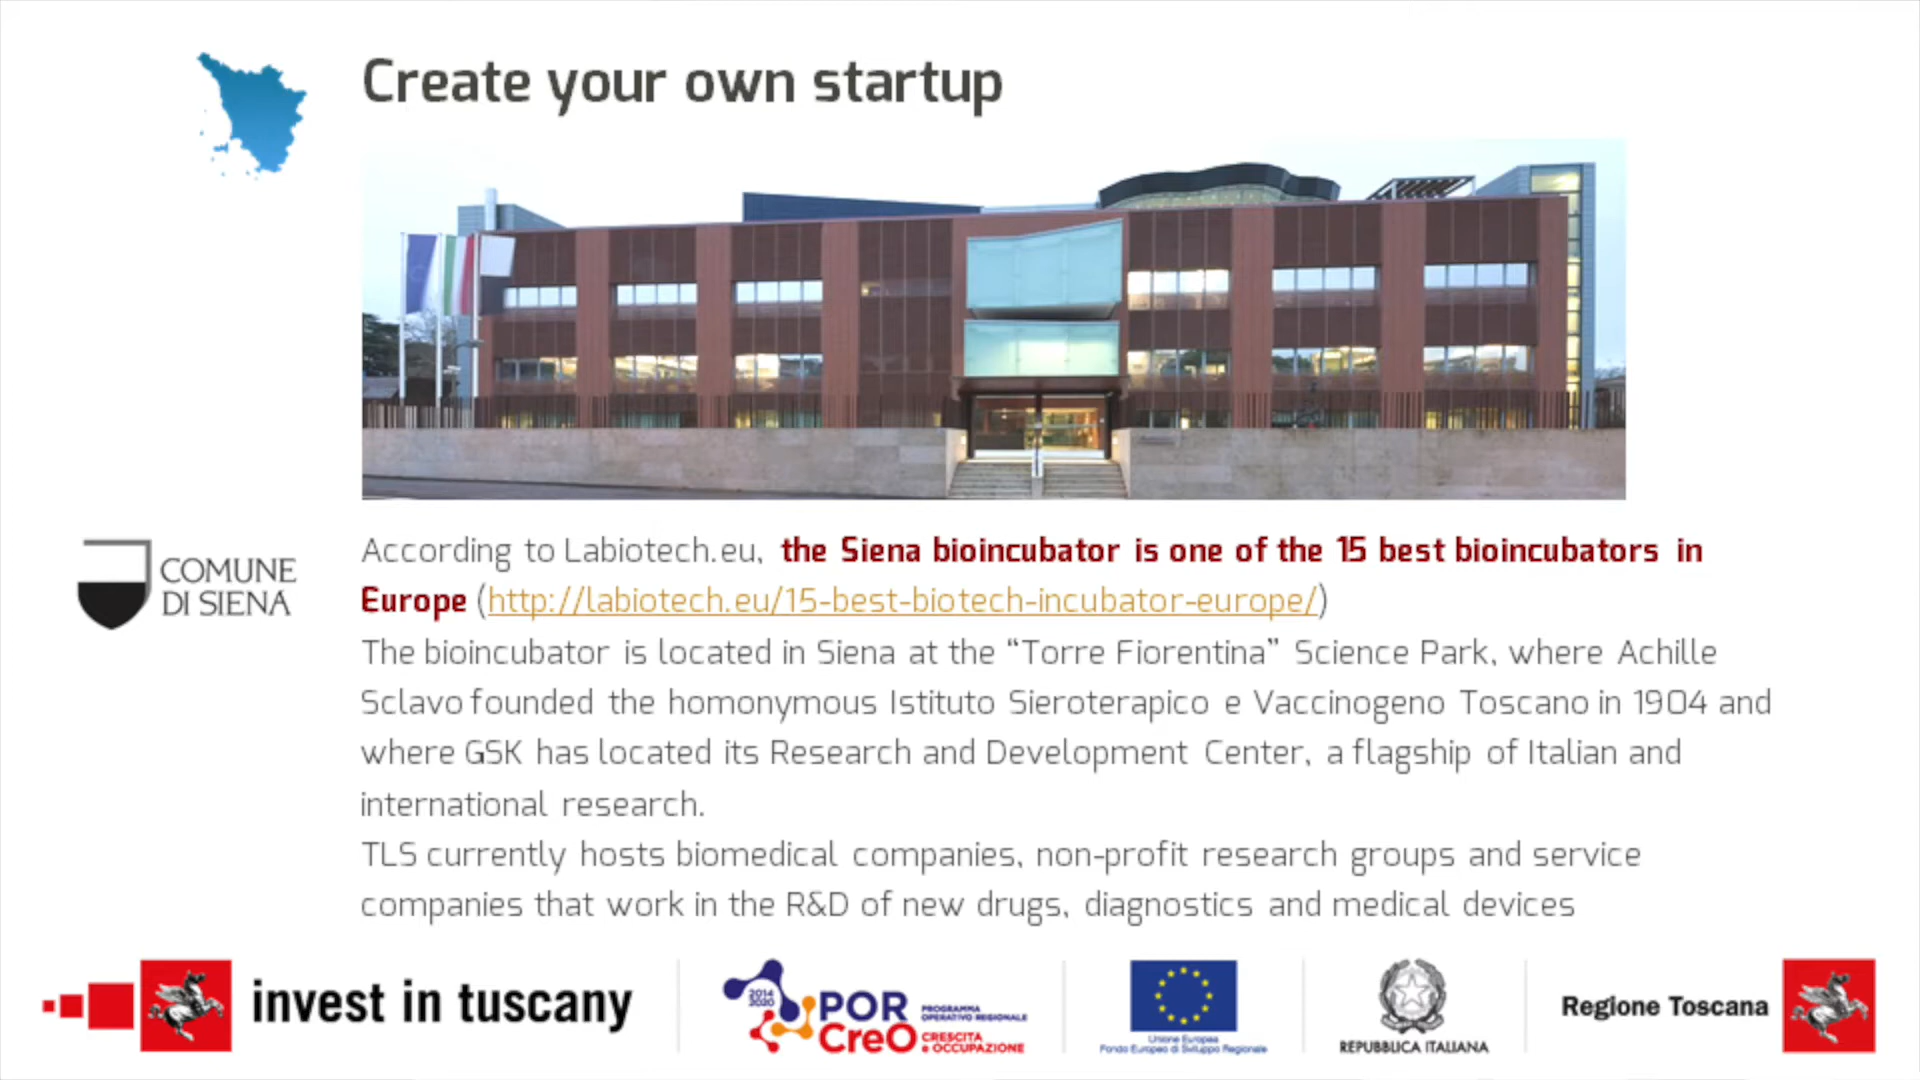 Create your own startup
According to Labiotech.eu, the Siena bioincubator is one of the 15 best bioincubators in
Europe (http://labiotech.eu/15-best-biotech-incubator-europe/)
The bioincubator is located in Siena at the “Torre Fiorentina” Science Park, where Achille
Sclavo founded the homonymous Istituto Sieroterapico e Vaccinogeno Toscano in 1904 and
where GSK has located its Research and Development Center, a flagship of Italian and
international research.
TLS currently hosts biomedical companies, non-profit research groups and service
companies that work in the R&D of new drugs, diagnostics and medical devices
COMUNE
DI SIENA
invest in tuscany
2014
2020
POR
CreO
PROGRAMMA
OPERATIVO REGIONALE
CRESCITA
e OCCUPAZIONE
Unione Europea
Fondo Europeo di Sviluppo Regionale
REPUBBLICA ITALIANA
Regione Toscana